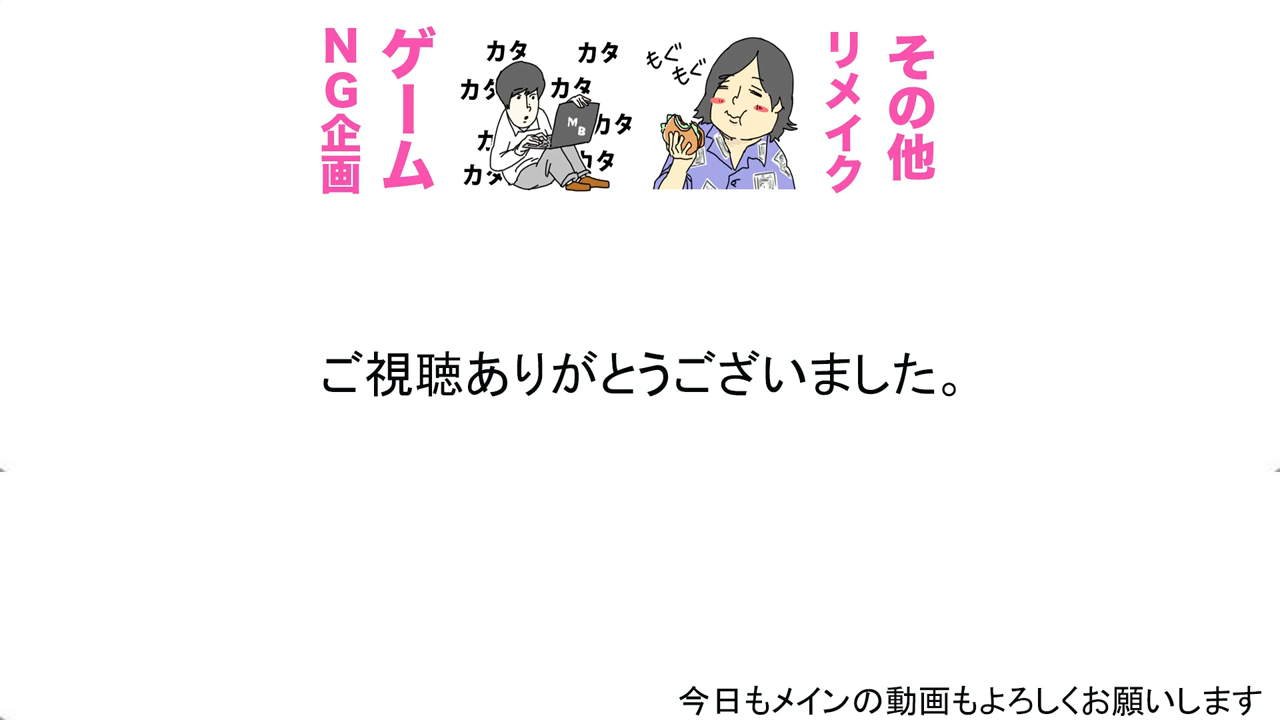 ゲーム
NG企画
カタ
カタ
カタ
カタ
カタ
カタ
カタ
カタ
MB
もぐ
もぐ
その他
リメイク
ご視聴ありがとうございました。
今日もメインの動画もよろしくお願いします